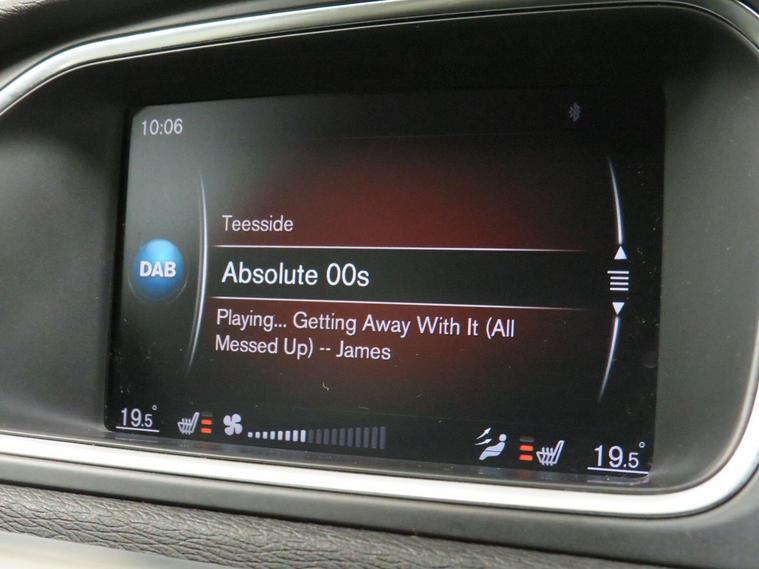 10:06
Teesside
DAB
Absolute 00s
Playing... Getting Away With It (All
Messed Up) -- James
19.5°
19.5°